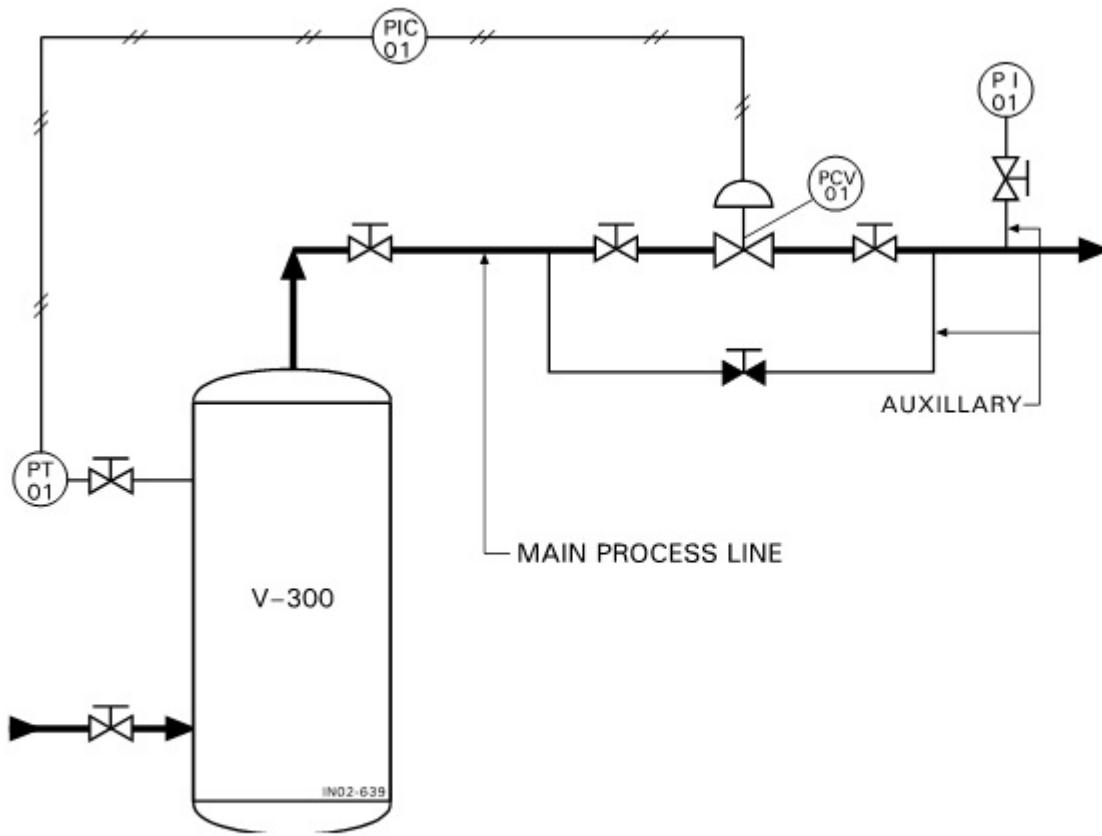 PIC
01
P I
01
PCV
01
AUXILLARY
PT
01
MAIN PROCESS LINE
V-300
IN02-639